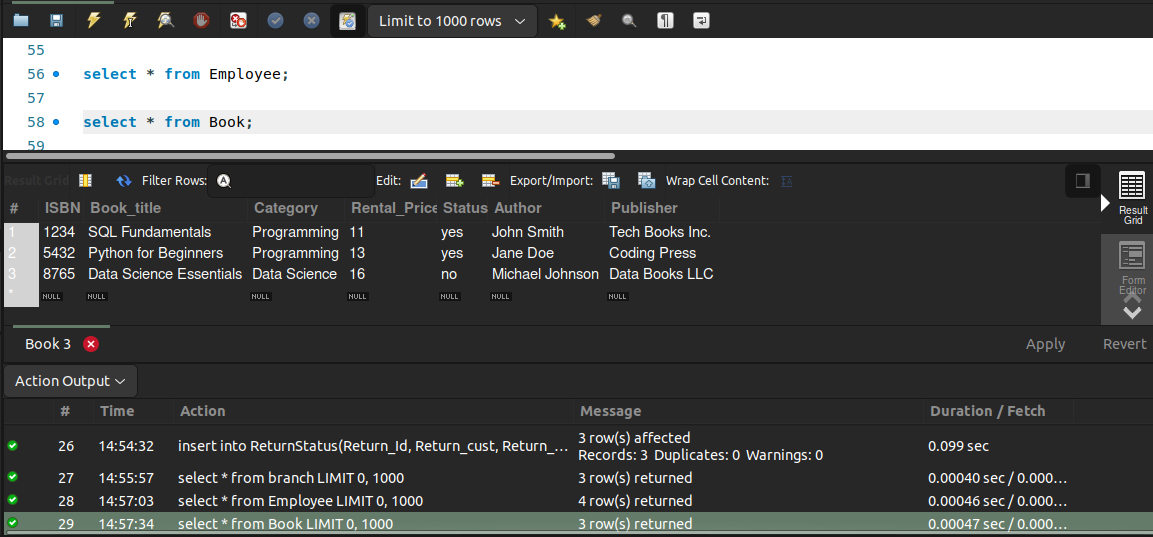 Limit to 1000 rows
55
56 select * from Employee;
57
58 select * from Book;
59
Result Grid Filter Rows: A Edit: Export/Import: Wrap Cell Content: IA
Result Grid
Form Editor
# ISBN Book_title Category Rental_Price Status Author Publisher
1 1234 SQL Fundamentals Programming 11 yes John Smith Tech Books Inc.
2 5432 Python for Beginners Programming 13 yes Jane Doe Coding Press
3 8765 Data Science Essentials Data Science 16 no Michael Johnson Data Books LLC
* NULL NULL NULL NULL NULL NULL NULL
Book 3 Apply Revert
Action Output
# Time Action Message Duration / Fetch
26 14:54:32 insert into ReturnStatus(Return_Id, Return_cust, Return_... 3 row(s) affected 0.099 sec
Records: 3 Duplicates: 0 Warnings: 0
27 14:55:57 select * from branch LIMIT 0, 1000 3 row(s) returned 0.00040 sec / 0.000...
28 14:57:03 select * from Employee LIMIT 0, 1000 4 row(s) returned 0.00046 sec / 0.000...
29 14:57:34 select * from Book LIMIT 0, 1000 3 row(s) returned 0.00047 sec / 0.000...